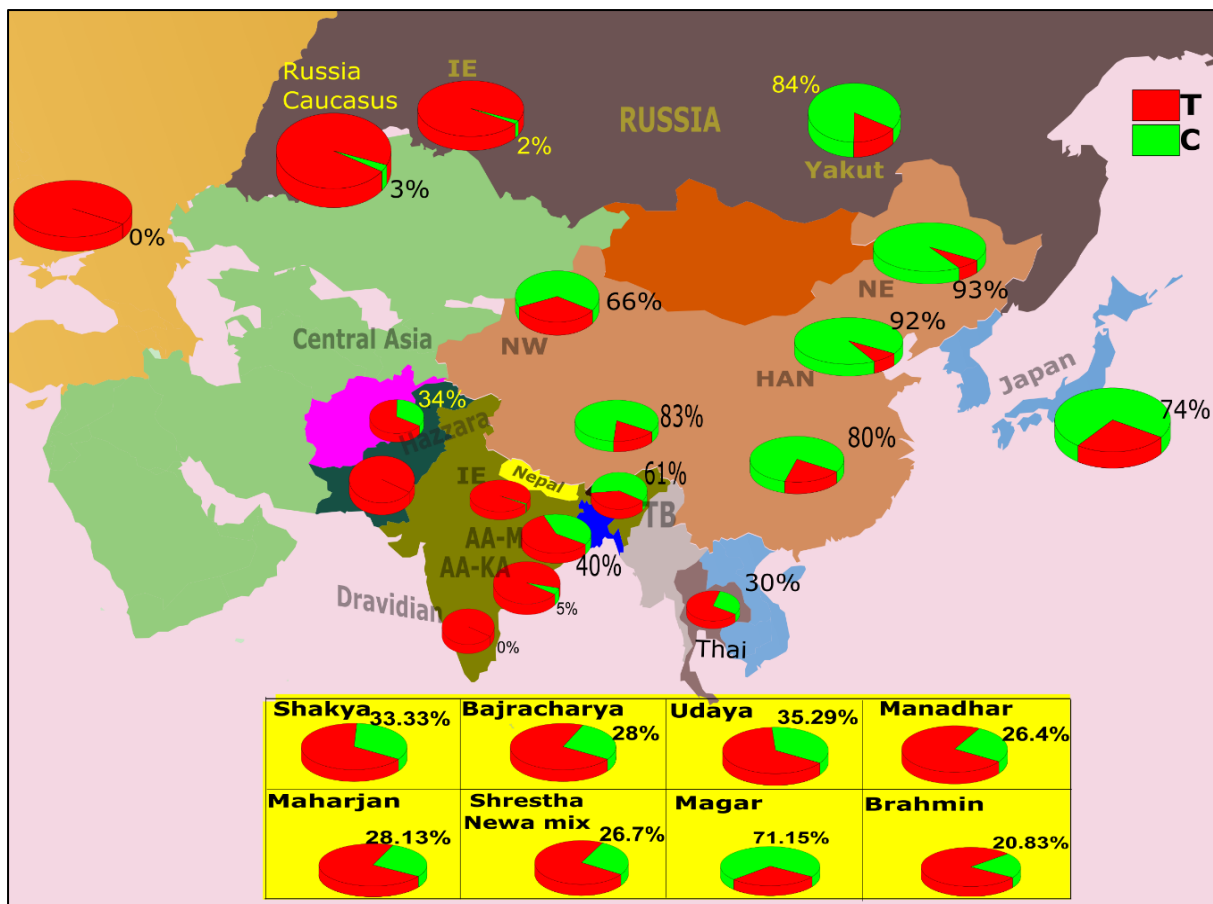 Russia
Caucasus
IE
84%
T
C
RUSSIA
2%
Yakut
3%
0%
NE
93%
66%
92%
NW
Central Asia
HAN
Japan
34%
74%
Hazzara
83%
80%
IE
Nepal
61%
TB
AA-M
40%
AA-KA
30%
Dravidian
5%
0%
Thai
Shakya
33.33%
Bajracharya
28%
Udaya
35.29%
Manadhar
26.4%
Maharjan
28.13%
Shrestha
Newa mix
26.7%
Magar
71.15%
Brahmin
20.83%